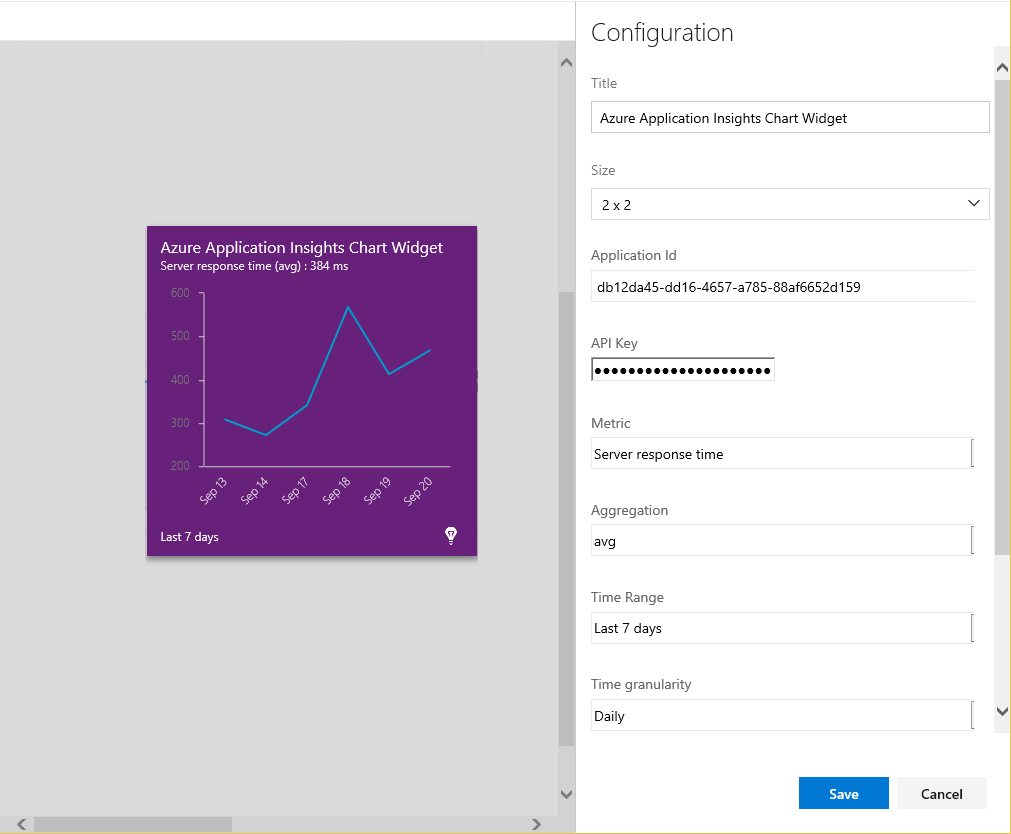 Azure Application Insights Chart Widget
Server response time (avg) : 384 ms
600
500
400
300
200
Sep 13
Sep 14
Sep 17
Sep 18
Sep 19
Sep 20
Last 7 days
Configuration
Title
Azure Application Insights Chart Widget
Size
2 x 2
Application Id
db12da45-dd16-4657-a785-88af6652d159
API Key
●●●●●●●●●●●●●●●●●●●●●
Metric
Server response time
Aggregation
avg
Time Range
Last 7 days
Time granularity
Daily
Save Cancel